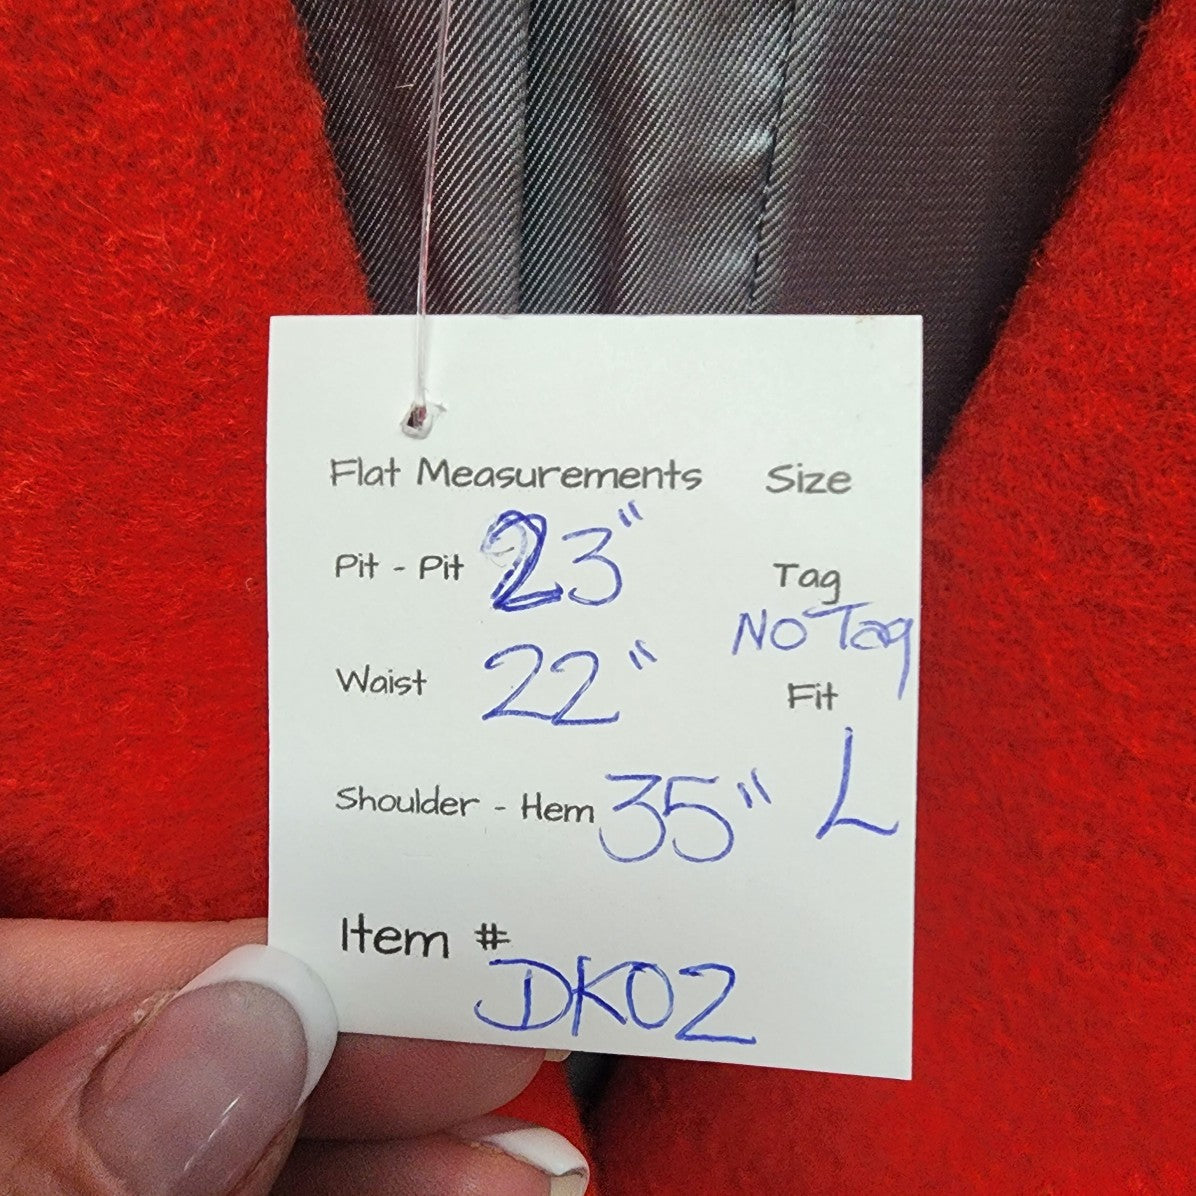 Flat Measurements Size
Pit - Pit 23"
Tag
No Tag
Waist 22"
Fit
L
Shoulder - Hem 35"
Item #
DK02